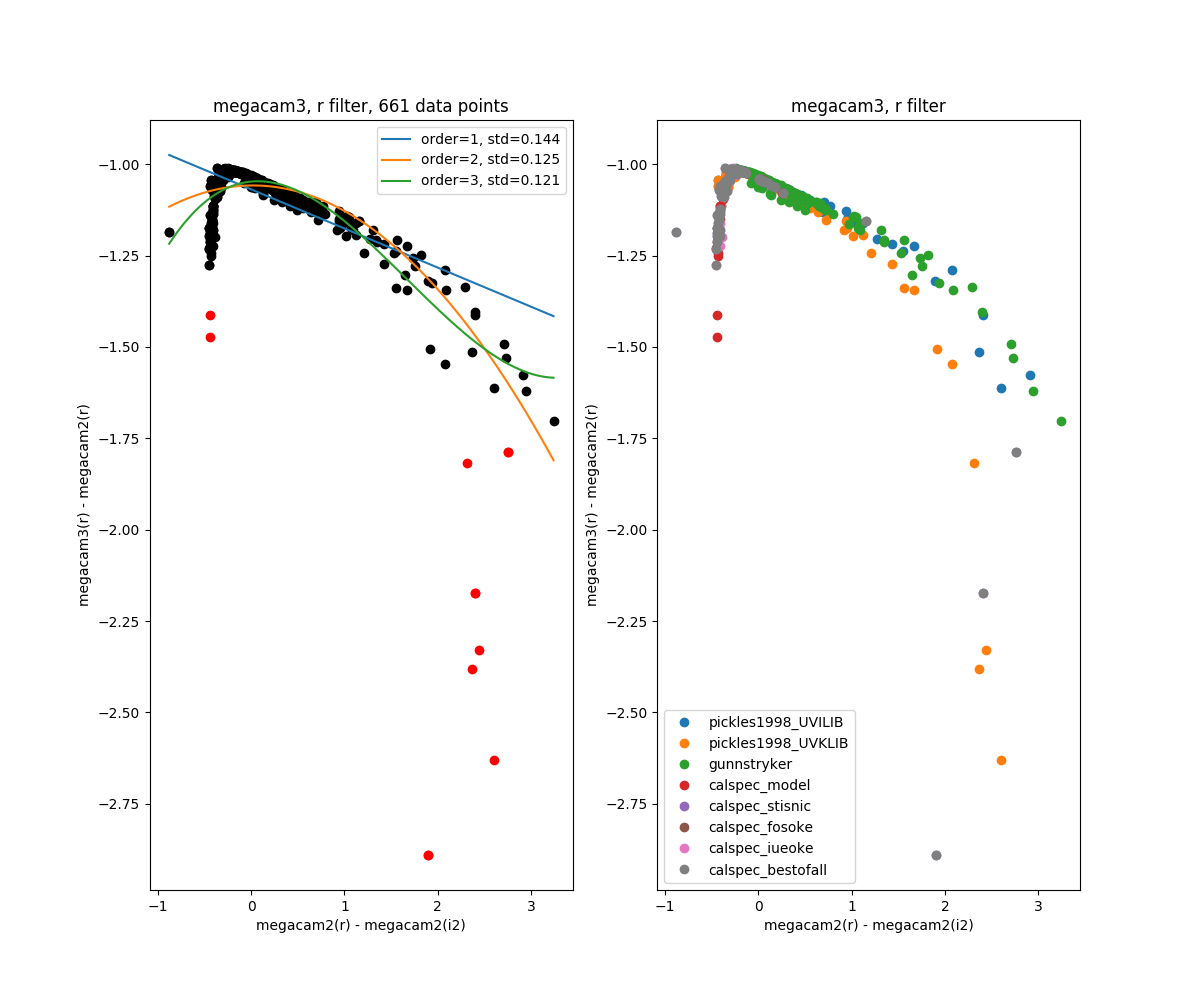 megacam3, r filter, 661 data points
order=1, std=0.144
order=2, std=0.125
order=3, std=0.121
−1.00
−1.25
−1.50
−1.75
−2.00
−2.25
−2.50
−2.75
megacam3(r) - megacam2(r)
−1
0
1
2
3
megacam2(r) - megacam2(i2)
megacam3, r filter
−1.00
−1.25
−1.50
−1.75
−2.00
−2.25
−2.50
−2.75
megacam3(r) - megacam2(r)
pickles1998_UVILIB
pickles1998_UVKLIB
gunnstryker
calspec_model
calspec_stisnic
calspec_fosoke
calspec_iueoke
calspec_bestofall
−1
0
1
2
3
megacam2(r) - megacam2(i2)